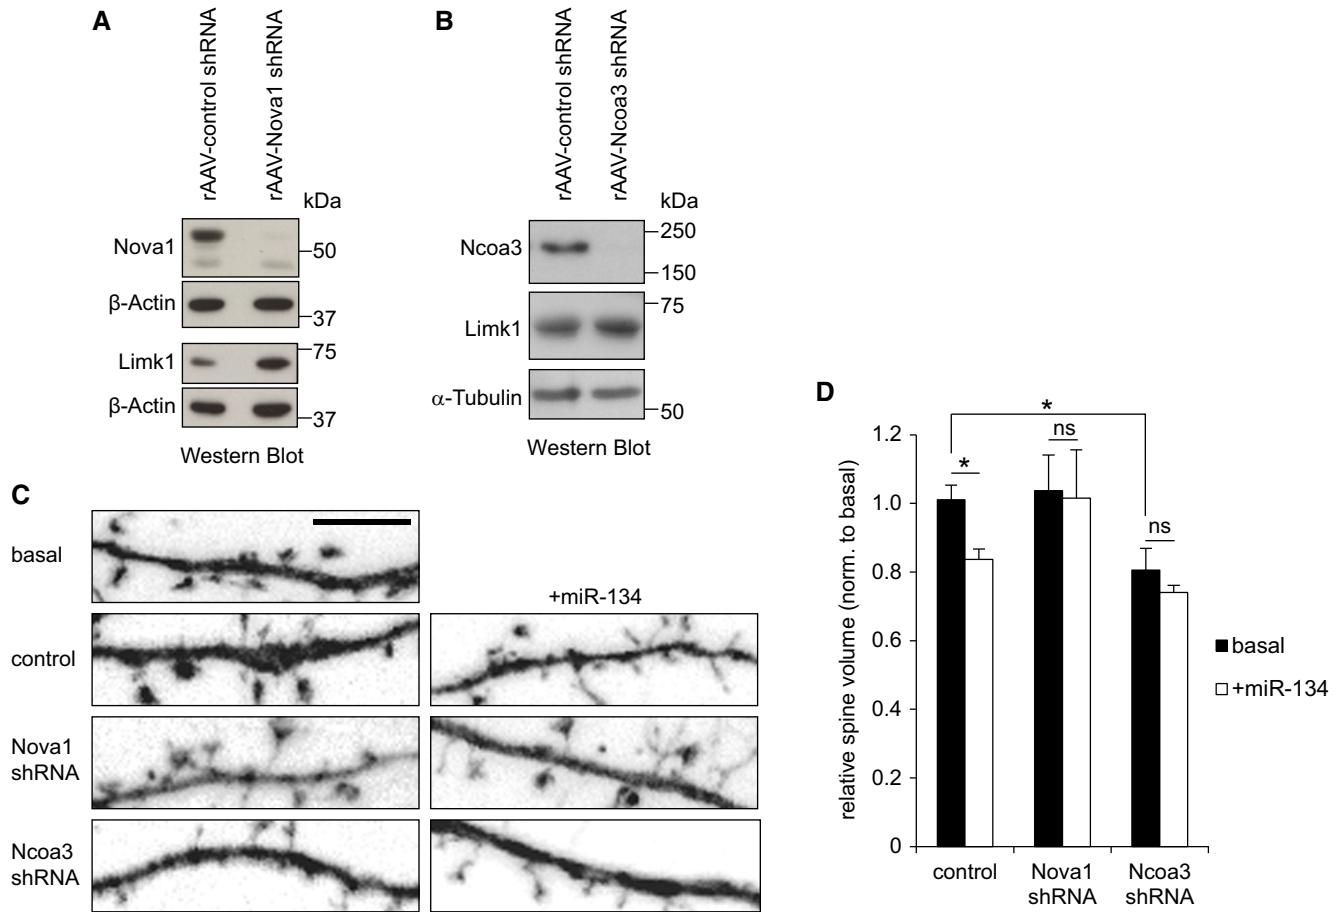 A
rAAV-control shRNA
rAAV-Nova1 shRNA
kDa
Nova1
50
β-Actin
37
Limk1
75
β-Actin
37
Western Blot
B
rAAV-control shRNA
rAAV-Ncoa3 shRNA
kDa
Ncoa3
250
150
Limk1
75
α-Tubulin
50
Western Blot
C
basal
+miR-134
control
Nova1
shRNA
Ncoa3
shRNA
D
relative spine volume (norm. to basal)
1.2
1.0
0.8
0.6
0.4
0.2
0
*
*
ns
ns
control
Nova1
shRNA
Ncoa3
shRNA
basal
+miR-134